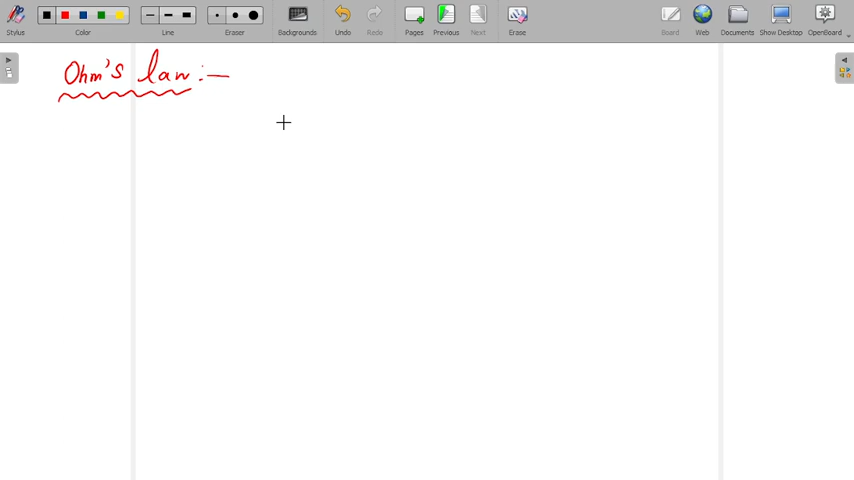 Stylus
Color
Line
Eraser
Backgrounds
Undo
Redo
Pages
Previous
Next
Erase
Board
Web
Documents
Show Desktop
OpenBoard
Ohm's law :—